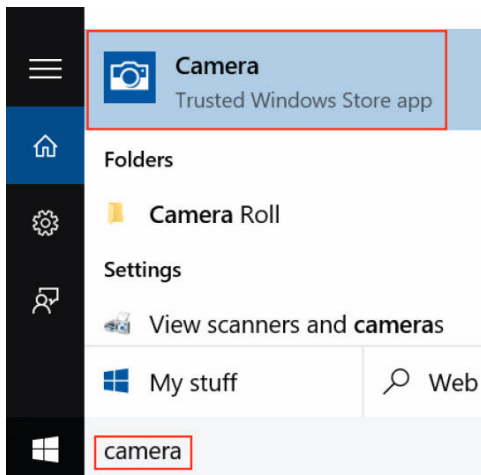 Camera
Trusted Windows Store app
Folders
Camera Roll
Settings
View scanners and cameras
My stuff
Web
camera